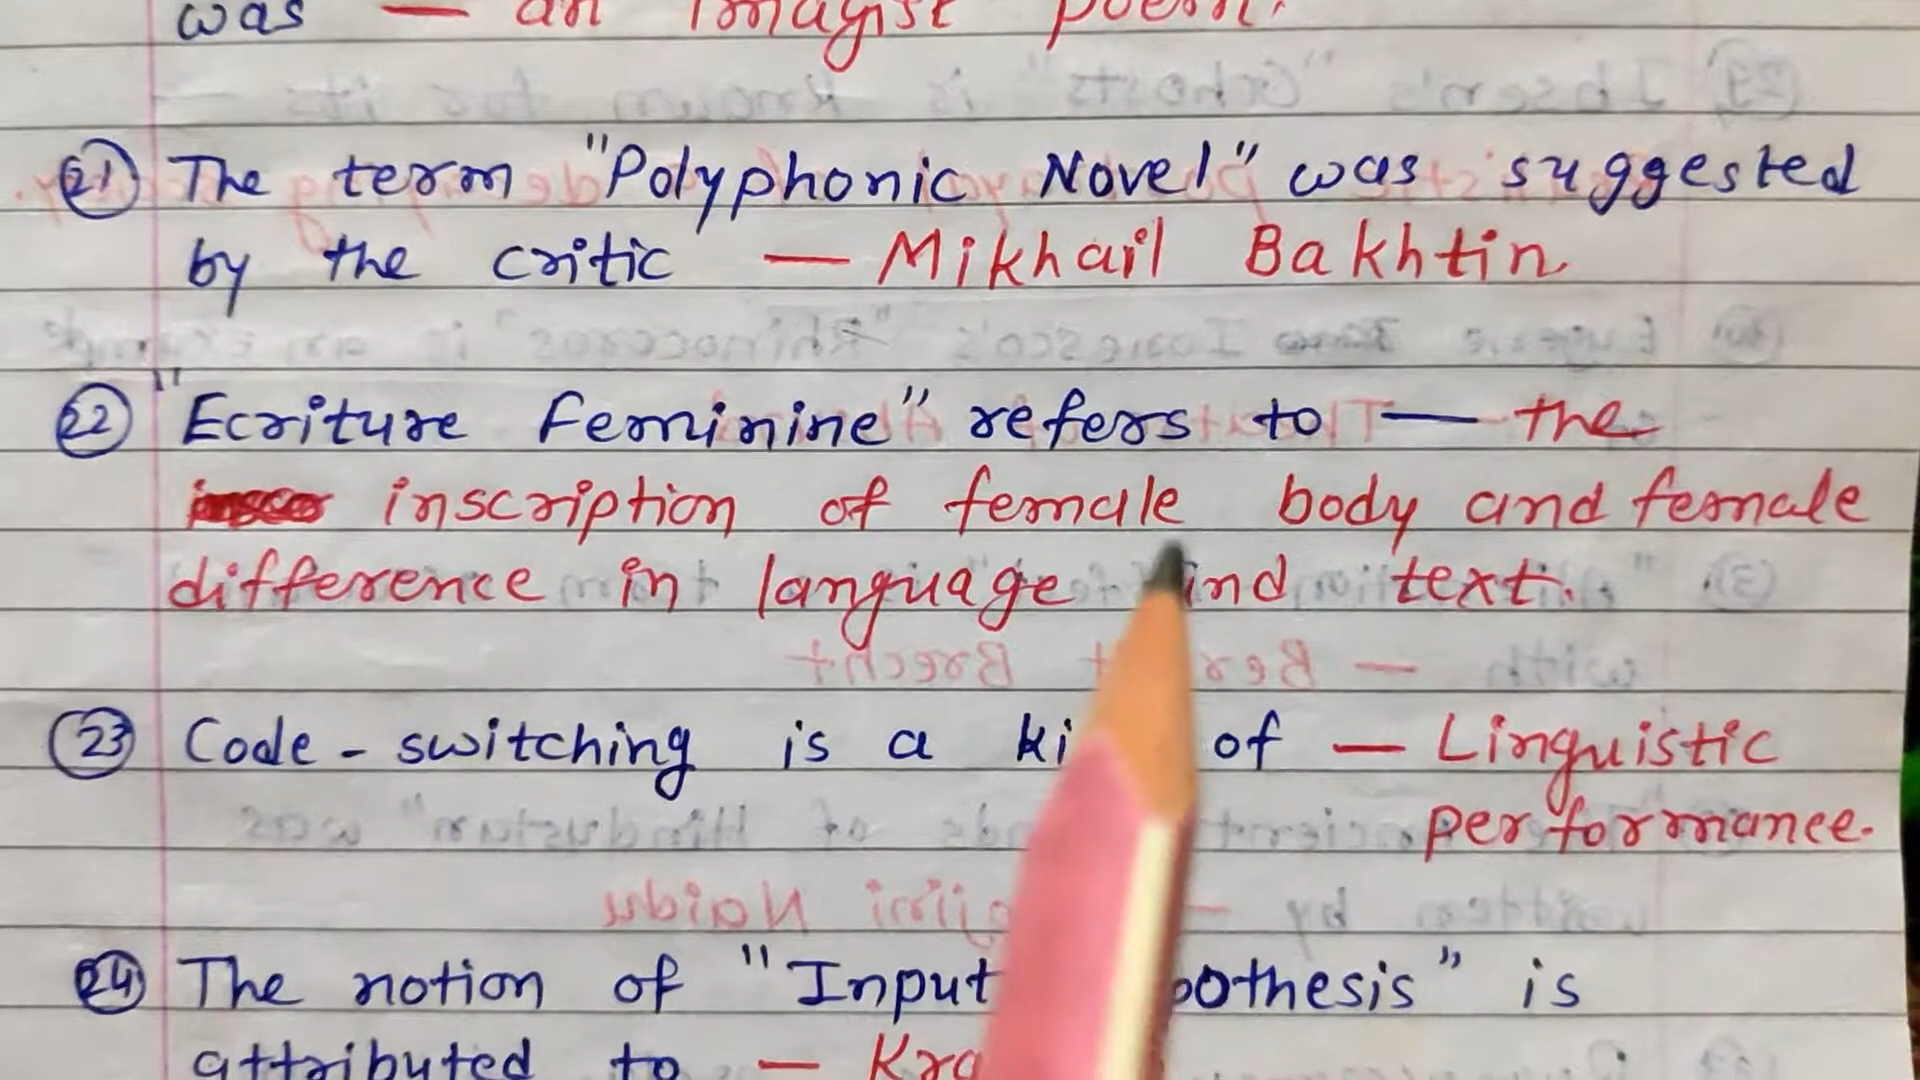 was — an Imagist poem.
21 The term "Polyphonic Novel" was suggested
by the critic — Mikhail Bakhtin.
22 "Ecriture Feminine" refers to — the
inscription of female body and female
difference in language and text.
23 Code-switching is a of — Linguistic
performance.
24 The notion of "Input is
attributed to —